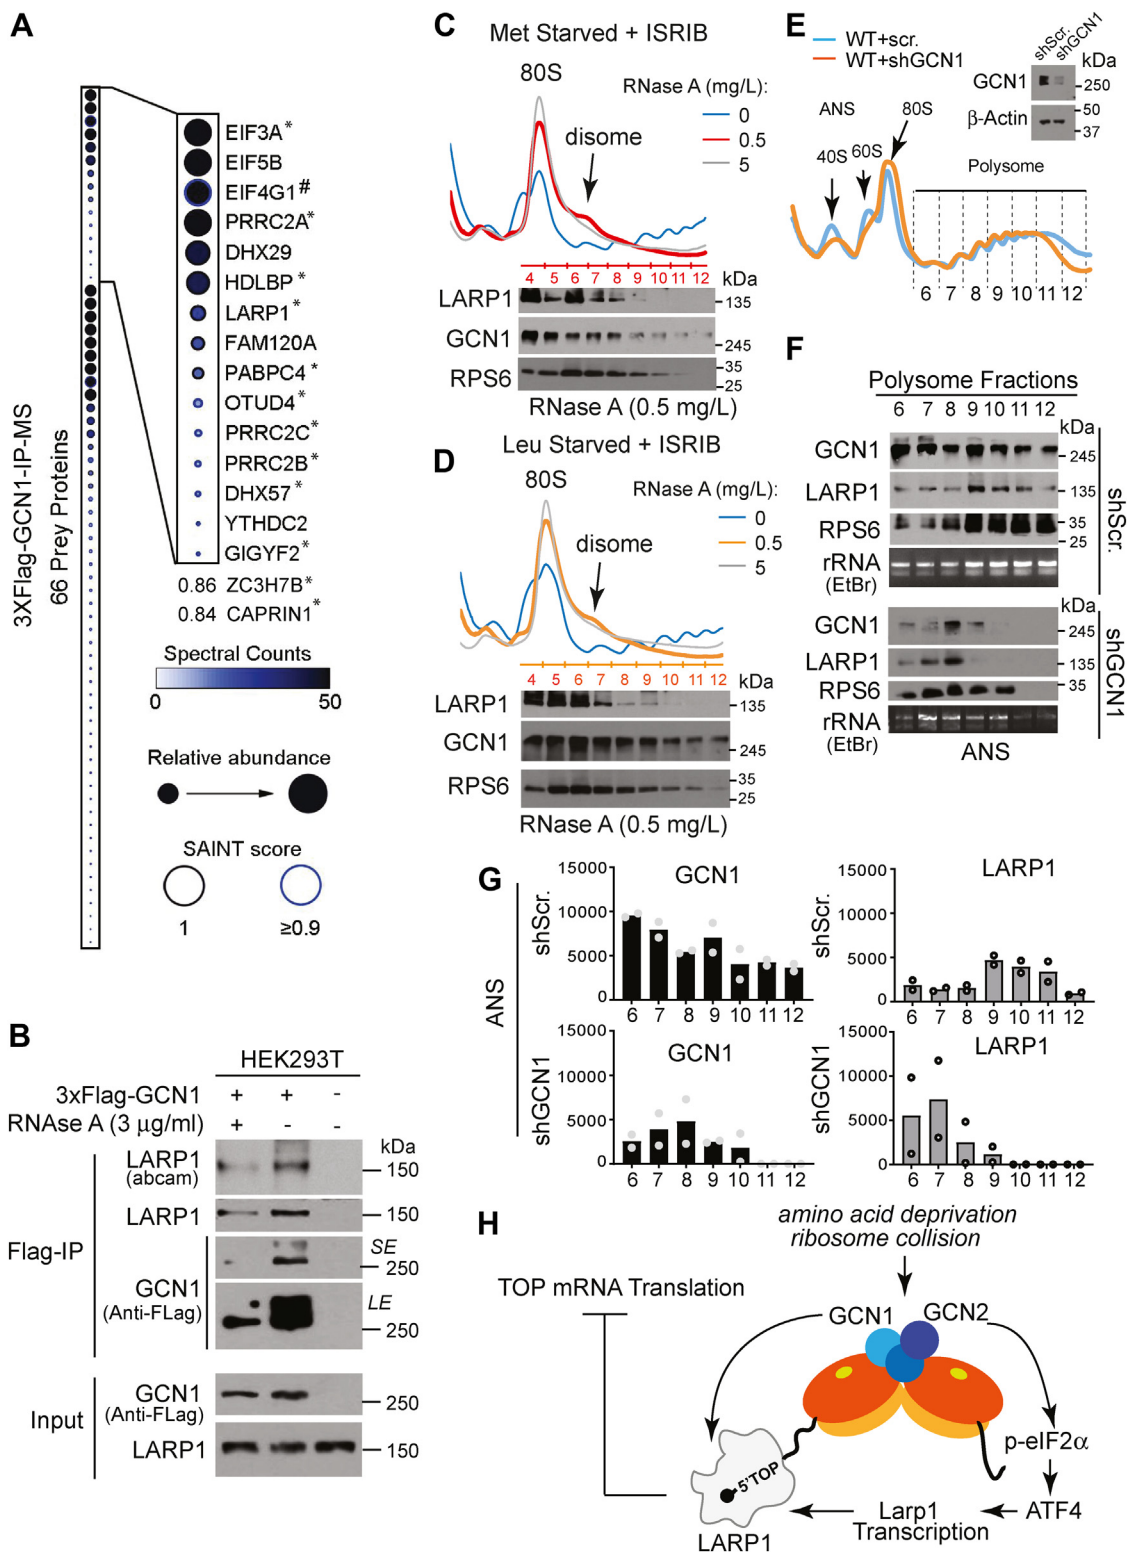 A
3XFlag-GCN1-IP-MS
66 Prey Proteins
EIF3A*
EIF5B
EIF4G1#
PRRC2A*
DHX29
HDLBP*
LARP1*
FAM120A
PABPC4*
OTUD4*
PRRC2C*
PRRC2B*
DHX57*
YTHDC2
GIGYF2*
0.86 ZC3H7B*
0.84 CAPRIN1*
Spectral Counts
0 50
Relative abundance
SAINT score
1 ≥0.9
B
HEK293T
3xFlag-GCN1 + + -
RNAse A (3 µg/ml) + - -
kDa
Flag-IP
LARP1
(abcam)
150
LARP1
150
GCN1
(Anti-FLag)
SE
250
LE
250
Input
GCN1
(Anti-FLag)
250
LARP1
150
C
Met Starved + ISRIB
80S
RNase A (mg/L):
0
0.5
5
disome
4 5 6 7 8 9 10 11 12
kDa
LARP1
135
GCN1
245
RPS6
35
25
RNase A (0.5 mg/L)
D
Leu Starved + ISRIB
80S
RNase A (mg/L):
0
0.5
5
disome
4 5 6 7 8 9 10 11 12
kDa
LARP1
135
GCN1
245
RPS6
35
25
RNase A (0.5 mg/L)
E
WT+scr.
WT+shGCN1
shScr.
shGCN1
kDa
GCN1
250
β-Actin
50
37
ANS
80S
40S
60S
Polysome
6 7 8 9 10 11 12
F
Polysome Fractions
6 7 8 9 10 11 12
kDa
GCN1
245
LARP1
135
RPS6
35
25
rRNA
(EtBr)
shScr.
kDa
GCN1
245
LARP1
135
RPS6
35
rRNA
(EtBr)
shGCN1
ANS
G
ANS
shScr.
GCN1
15000
10000
5000
0
6 7 8 9 10 11 12
shScr.
LARP1
15000
10000
5000
0
6 7 8 9 10 11 12
shGCN1
GCN1
15000
10000
5000
0
6 7 8 9 10 11 12
shGCN1
LARP1
15000
10000
5000
0
6 7 8 9 10 11 12
H
amino acid deprivation
ribosome collision
TOP mRNA Translation
GCN1
GCN2
p-eIF2α
5'TOP
LARP1
Larp1
Transcription
ATF4